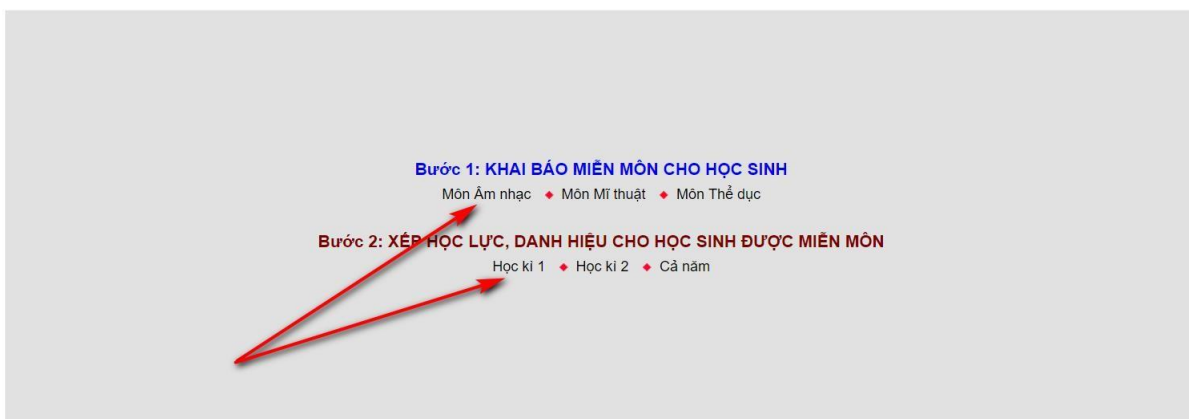 Bước 1: KHAI BÁO MIỄN MÔN CHO HỌC SINH
Môn Âm nhạc ◆ Môn Mĩ thuật ◆ Môn Thể dục
Bước 2: XẾP HỌC LỰC, DANH HIỆU CHO HỌC SINH ĐƯỢC MIỄN MÔN
Học kì 1 ◆ Học kì 2 ◆ Cả năm